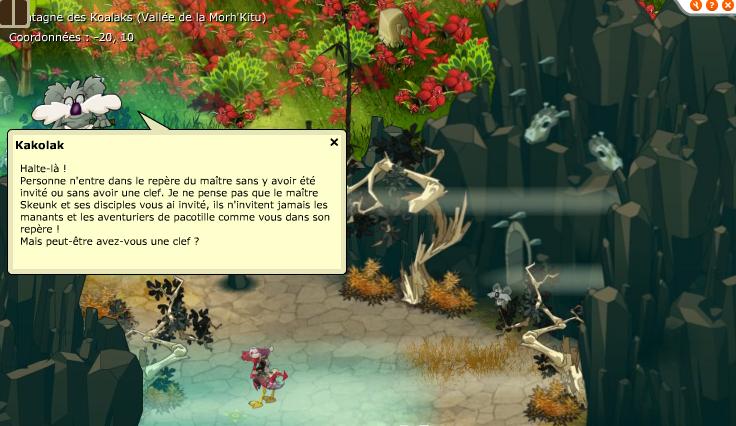 ntagne des Koalaks (Vallée de la Morh'Kitu)
Coordonnées : -20, 10
Kakolak
Halte-là !
Personne n'entre dans le repère du maître sans y avoir été
invité ou sans avoir une clef. Je ne pense pas que le maître
Skeunk et ses disciples vous ai invité, ils n'invitent jamais les
manants et les aventuriers de pacotille comme vous dans son
repère !
Mais peut-être avez-vous une clef ?